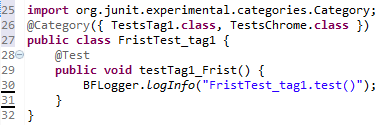 25 import org.junit.experimental.categories.Category;
26 @Category({ TestsTag1.class, TestsChrome.class })
27 public class FristTest_tag1 {
28 @Test
29 public void testTag1_Frist() {
30 BFLogger.logInfo("FristTest_tag1.test()");
31 }
32 }